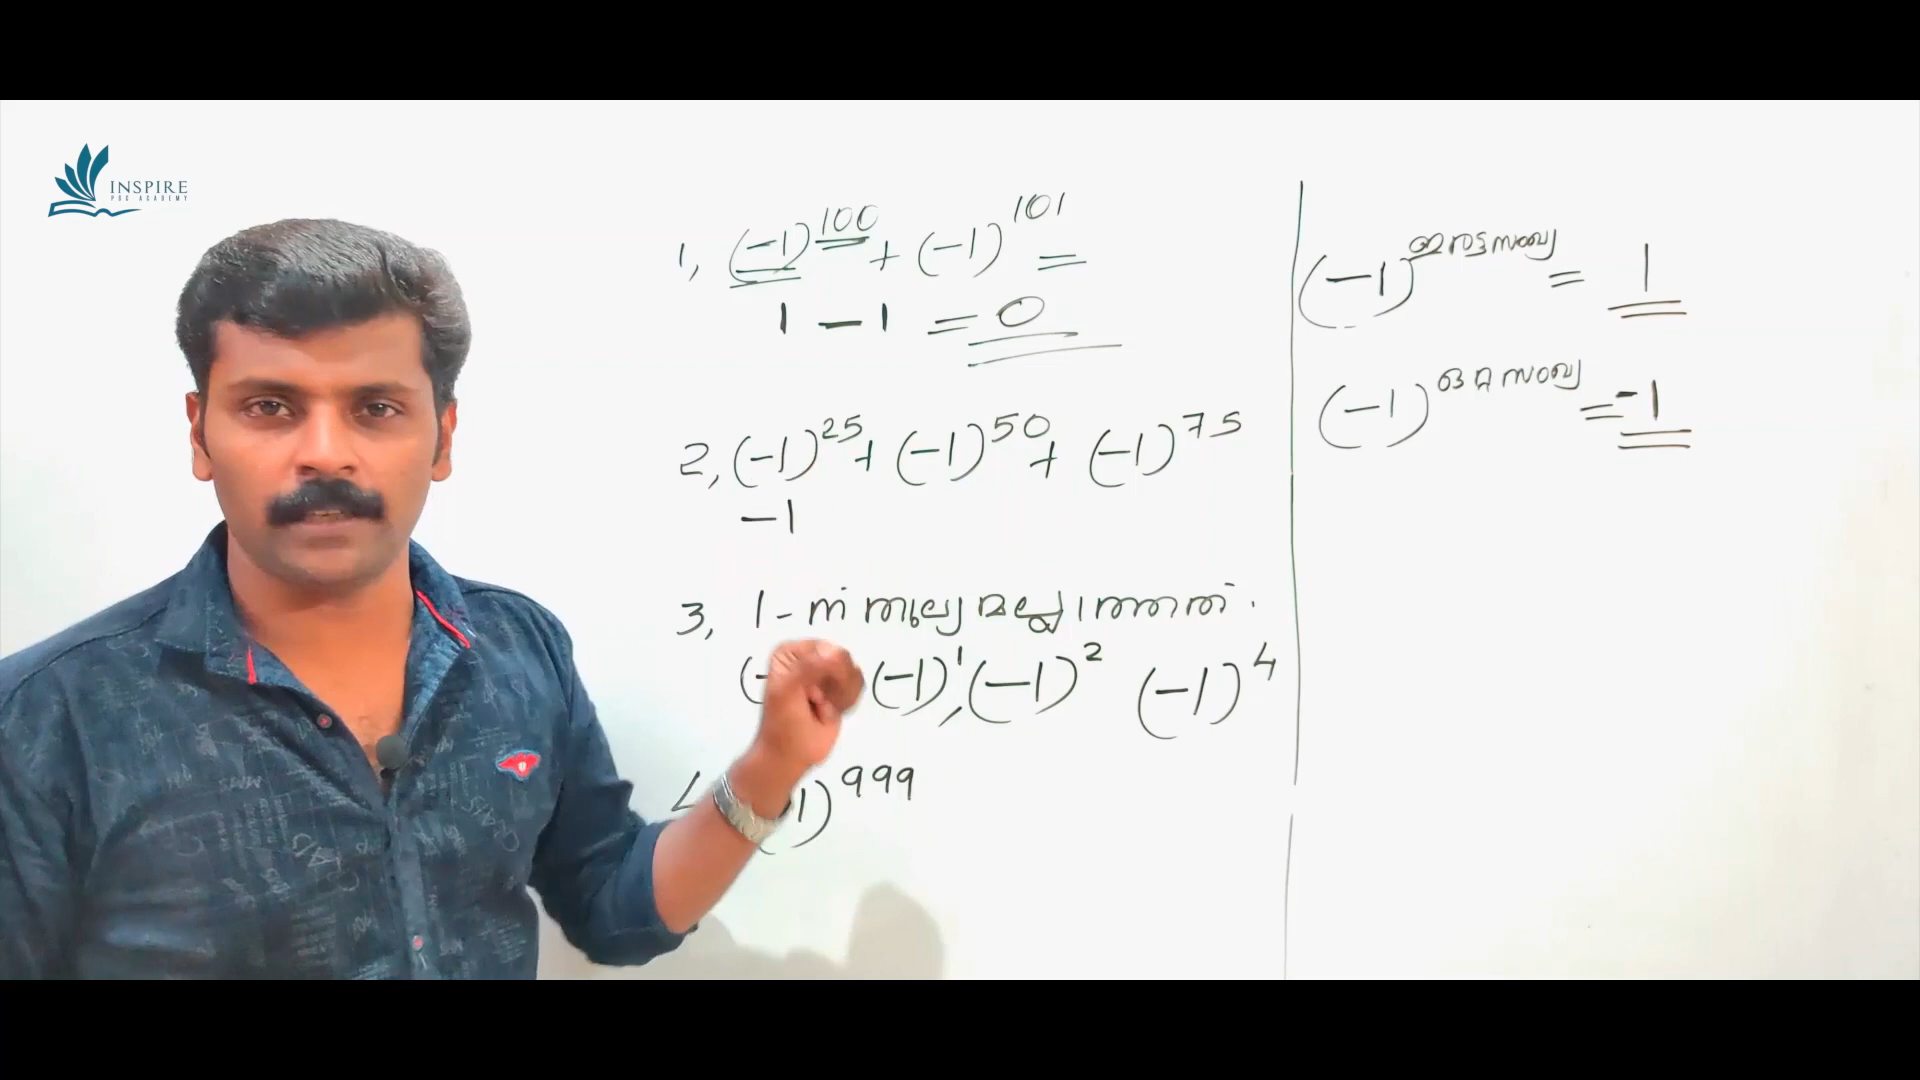 INSPIRE
PSC ACADEMY
1, (-1)^100 + (-1)^101 =
1 - 1 = 0
2, (-1)^25 + (-1)^50 + (-1)^75
-1
3, 1-ന് തുല്യമല്ലാത്തത്.
(-1)^1, (-1)^2 (-1)^4
1)^999
(-1)^ഇരട്ടസംഖ്യ = 1
(-1)^ഒറ്റസംഖ്യ = -1